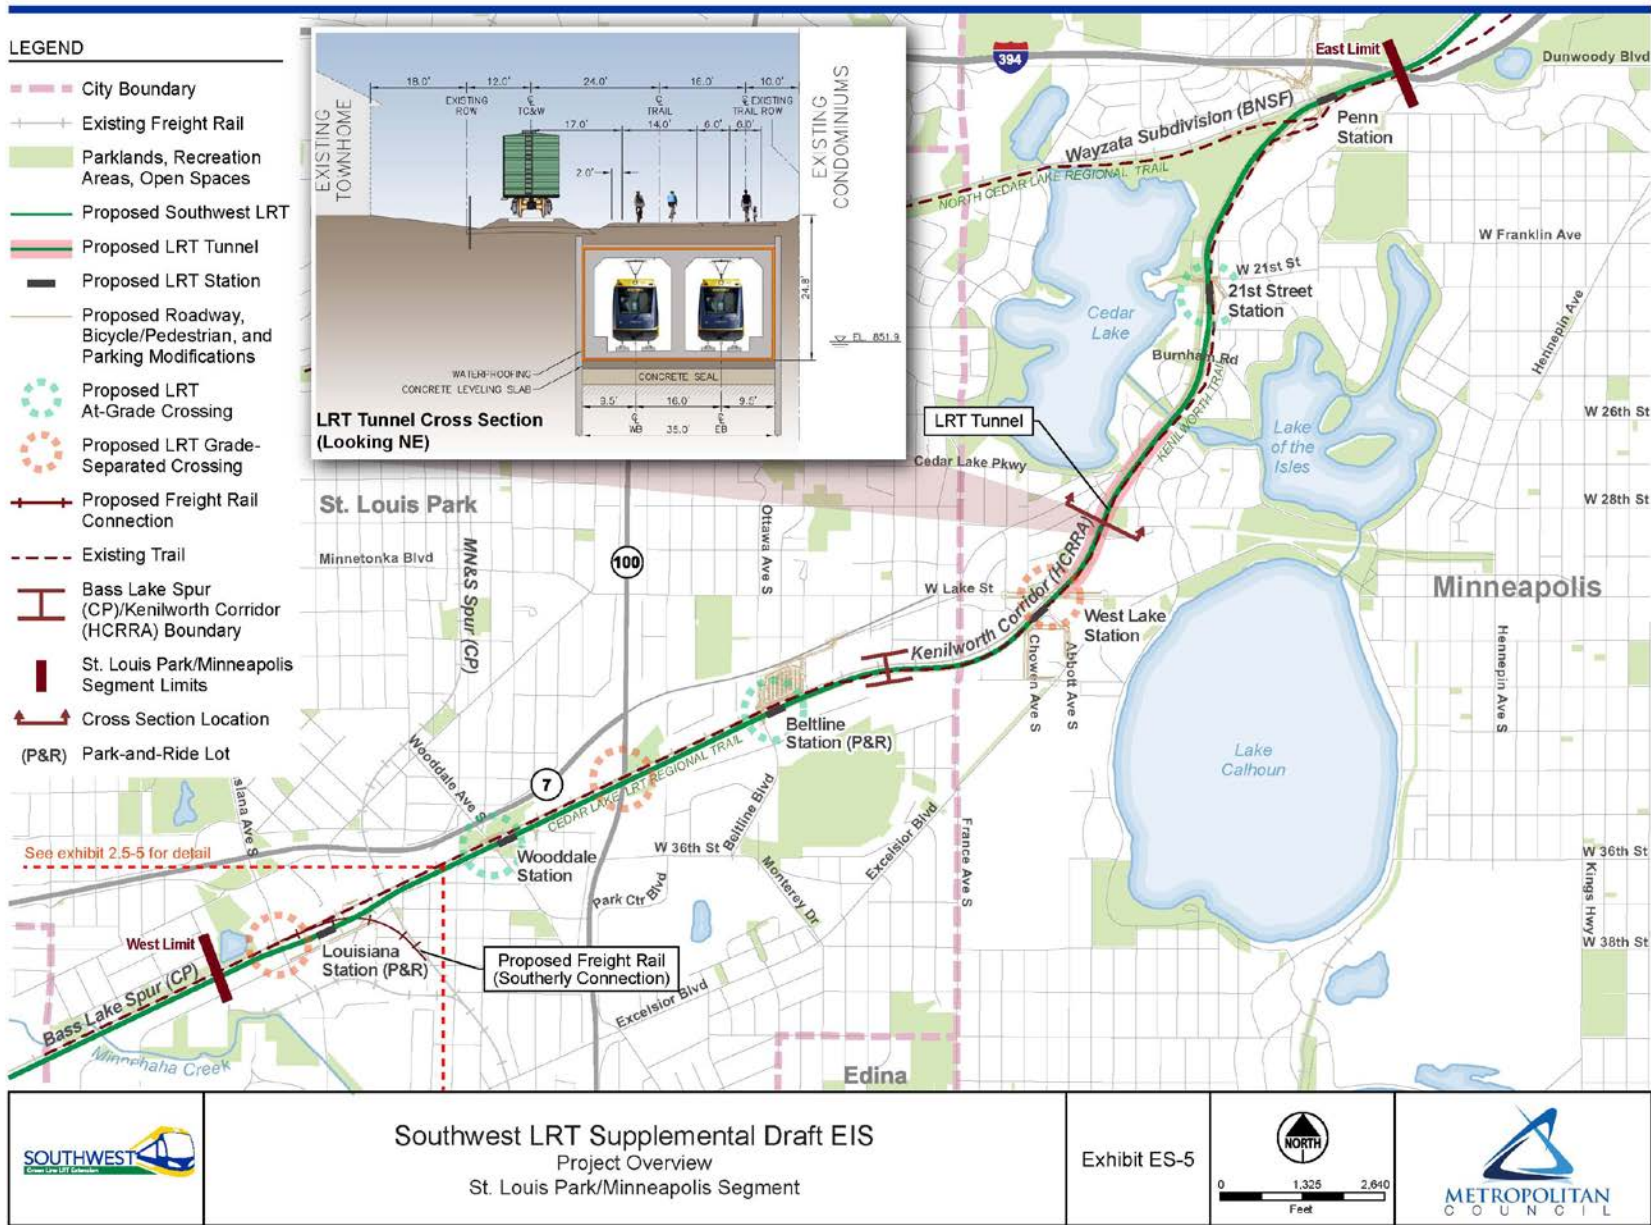 LEGEND
City Boundary
Existing Freight Rail
Parklands, Recreation
Areas, Open Spaces
Proposed Southwest LRT
Proposed LRT Tunnel
Proposed LRT Station
Proposed Roadway,
Bicycle/Pedestrian, and
Parking Modifications
Proposed LRT
At-Grade Crossing
Proposed LRT Grade-
Separated Crossing
Proposed Freight Rail
Connection
Existing Trail
Bass Lake Spur
(CP)/Kenilworth Corridor
(HCRRA) Boundary
St. Louis Park/Minneapolis
Segment Limits
Cross Section Location
(P&R) Park-and-Ride Lot
18.0'
12.0'
24.0'
16.0'
10.0'
EXISTING
ROW
TC&W
TRAIL
TRAIL
EXISTING
ROW
17.0'
14.0'
6.0'
6.0'
2.0'
EXISTING
TOWNHOME
EXISTING
CONDOMINIUMS
24.8'
EL. 851.9
WATERPROOFING
CONCRETE LEVELING SLAB
CONCRETE SEAL
9.5'
16.0'
9.5'
WB
35.0'
EB
LRT Tunnel Cross Section
(Looking NE)
394
East Limit
Dunwoody Blvd
Wayzata Subdivision (BNSF)
Penn
Station
NORTH CEDAR LAKE REGIONAL TRAIL
W Franklin Ave
W 21st St
21st Street
Station
Hennepin Ave
Cedar
Lake
Burnham Rd
KENILWORTH TRAIL
LRT Tunnel
Lake
of the
Isles
W 26th St
Cedar Lake Pkwy
W 28th St
St. Louis Park
Minnetonka Blvd
MN&S Spur (CP)
100
Ottawa Ave S
W Lake St
Kenilworth Corridor (HCRRA)
West Lake
Station
Minneapolis
Chowen Ave S
Abbott Ave S
Hennepin Ave S
Beltline
Station (P&R)
Lake
Calhoun
Wooddale Ave S
7
CEDAR LAKE LRT REGIONAL TRAIL
Beltline Blvd
Excelsior Blvd
France Ave S
siana Ave S
See exhibit 2.5-5 for detail
W 36th St
Wooddale
Station
Monterey Dr
Park Ctr Blvd
W 36th St
Kings Hwy
W 38th St
West Limit
Louisiana
Station (P&R)
Proposed Freight Rail
(Southerly Connection)
Bass Lake Spur (CP)
Excelsior Blvd
Minnehaha Creek
Edina
SOUTHWEST
Green Line LRT Extension
Southwest LRT Supplemental Draft EIS
Project Overview
St. Louis Park/Minneapolis Segment
Exhibit ES-5
NORTH
0 1,325 2,640
Feet
METROPOLITAN
COUNCIL